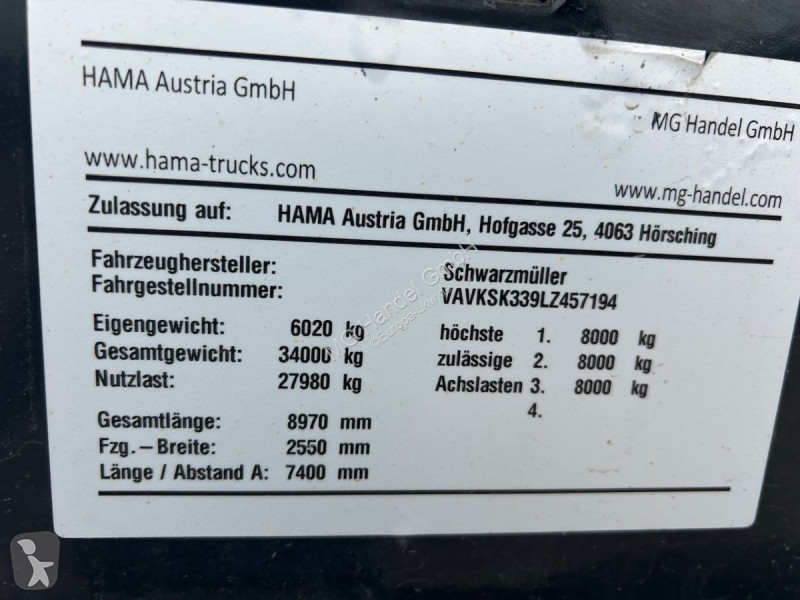 HAMA Austria GmbH
MG Handel GmbH
www.hama-trucks.com
www.mg-handel.com
Zulassung auf: HAMA Austria GmbH, Hofgasse 25, 4063 Hörsching
Fahrzeughersteller: Schwarzmüller
Fahrgestellnummer: VAVKSK339LZ457194
Eigengewicht: 6020 kg höchste 1. 8000 kg
Gesamtgewicht: 34000 kg zulässige 2. 8000 kg
Nutzlast: 27980 kg Achslasten 3. 8000 kg
4.
Gesamtlänge: 8970 mm
Fzg.-Breite: 2550 mm
Länge / Abstand A: 7400 mm
MG Handel GmbH